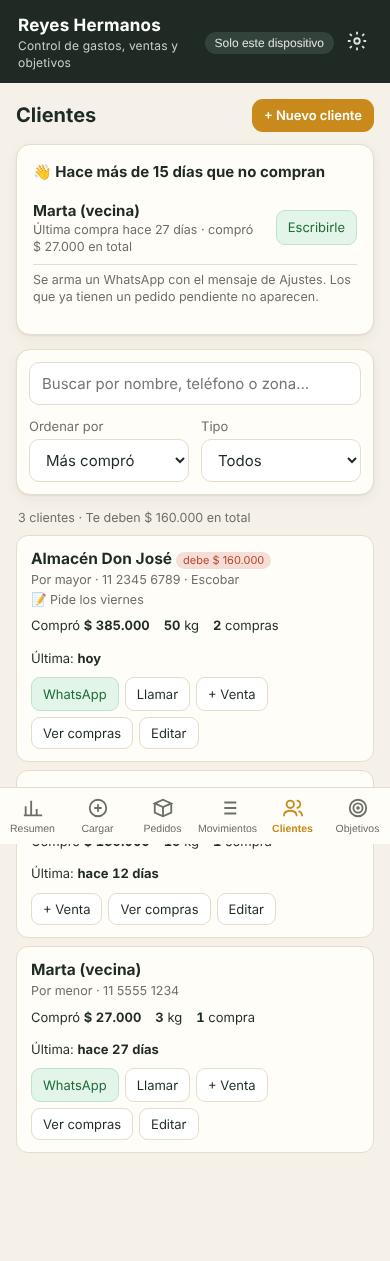 Reyes Hermanos
Control de gastos, ventas y
objetivos
Solo este dispositivo
Clientes
+ Nuevo cliente
👋 Hace más de 15 días que no compran
Marta (vecina)
Última compra hace 27 días · compró
$ 27.000 en total
Escribirle
Se arma un WhatsApp con el mensaje de Ajustes. Los
que ya tienen un pedido pendiente no aparecen.
Buscar por nombre, teléfono o zona...
Ordenar por
Tipo
Más compró
Todos
3 clientes · Te deben $ 160.000 en total
Almacén Don José debe $ 160.000
Por mayor · 11 2345 6789 · Escobar
📝 Pide los viernes
Compró $ 385.000 50 kg 2 compras
Última: hoy
WhatsApp Llamar + Venta
Ver compras Editar
Resumen Cargar Pedidos Movimientos Clientes Objetivos
Última: hace 12 días
+ Venta Ver compras Editar
Marta (vecina)
Por menor · 11 5555 1234
Compró $ 27.000 3 kg 1 compra
Última: hace 27 días
WhatsApp Llamar + Venta
Ver compras Editar